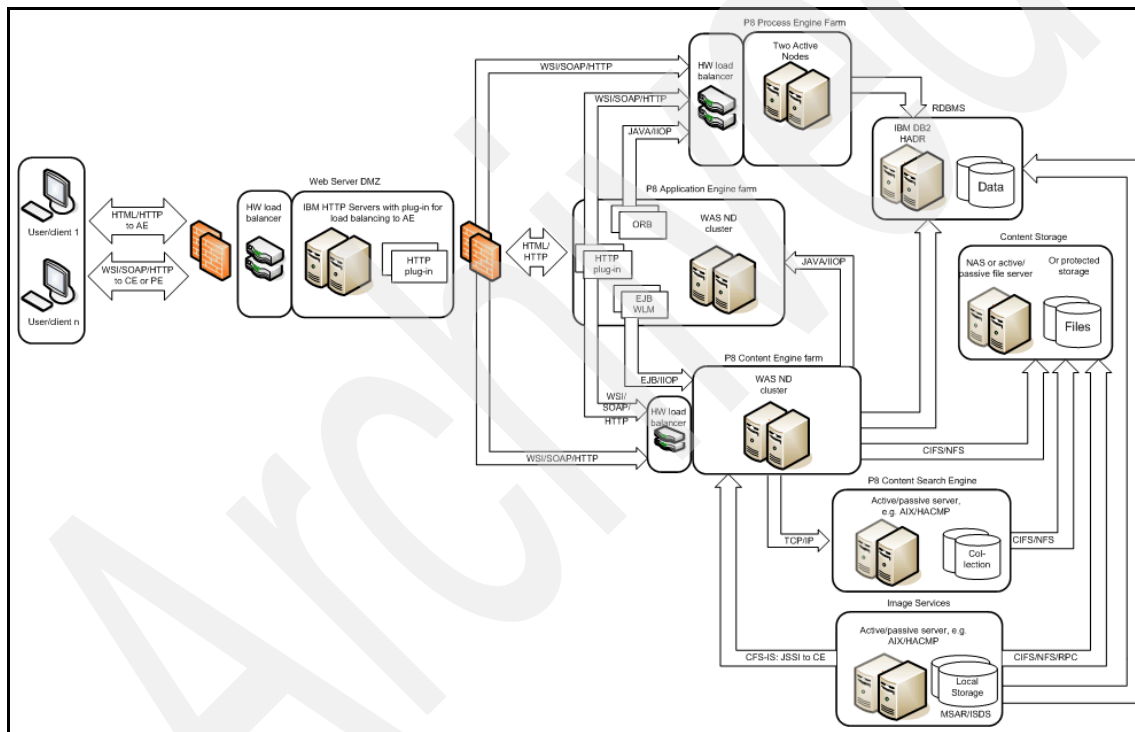 P8 Process Engine Farm
Two Active
Nodes
HW load
balancer
WSI/SOAP/HTTP
WSI/SOAP/HTTP
JAVA/IIOP
RDBMS
IBM DB2
HADR
Data
User/client 1
User/client n
HTML/HTTP
to AE
WSI/SOAP/HTTP
to CE or PE
Web Server DMZ
HW load
balancer
IBM HTTP Servers with plug-in for
load balancing to AE
HTTP
plug-in
HTML/
HTTP
P8 Application Engine farm
ORB
WAS ND
cluster
HTTP
plug-in
EJB
WLM
JAVA/IIOP
Content Storage
NAS or active/
passive file server
Or protected
storage
Files
EJB/IIOP
P8 Content Engine farm
WAS ND
cluster
WSI/
SOAP/
HTTP
HW load
balancer
WSI/SOAP/HTTP
CIFS/NFS
P8 Content Search Engine
Active/passive server,
e.g. AIX/HACMP
Col-
lection
TCP/IP
CIFS/NFS
Image Services
Active/passive server, e.g.
AIX/HACMP
Local
Storage
MSAR/ISDS
CFS-IS: JSSI to CE
CIFS/NFS/RPC
Archived